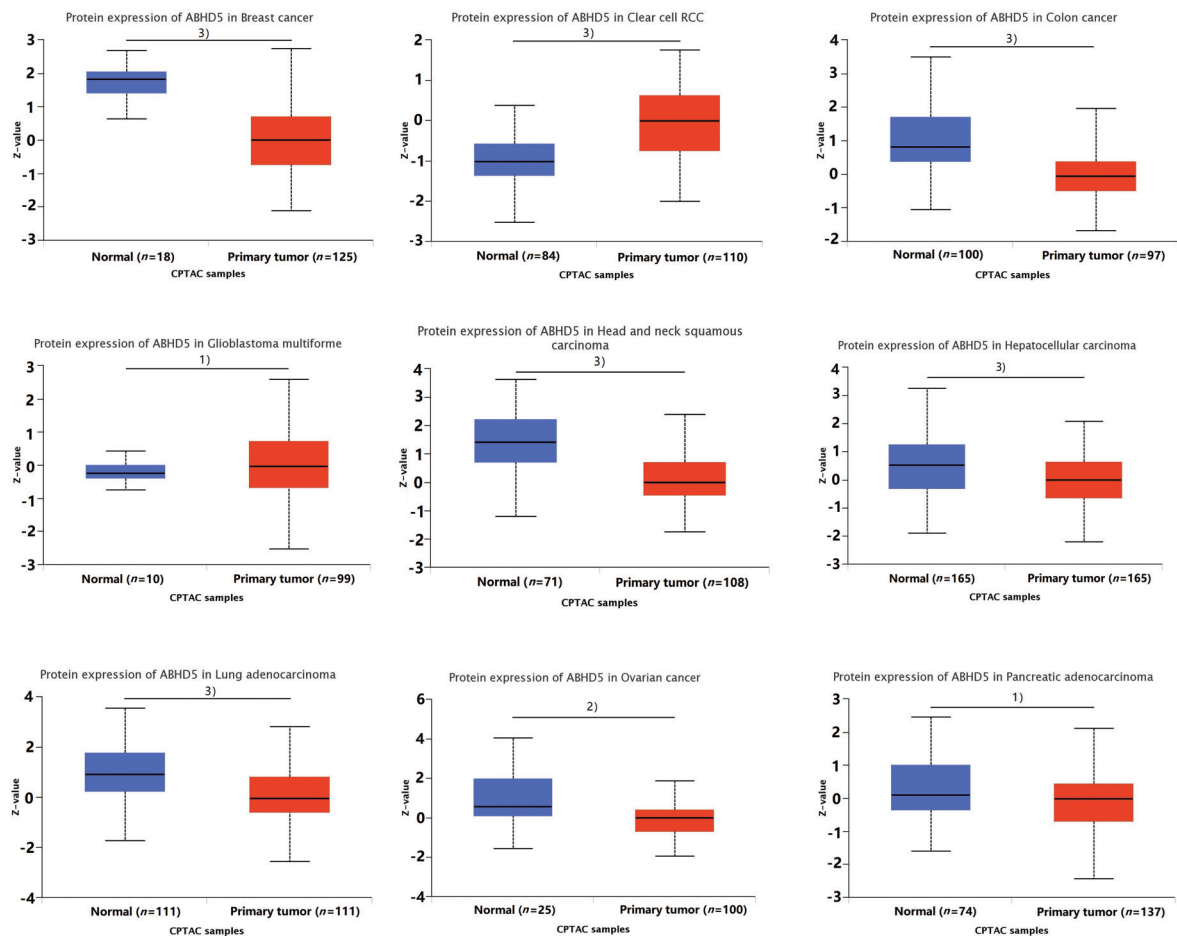 Protein expression of ABHD5 in Breast cancer
3)
3
2
1
0
-1
-2
-3
Z-value
Normal (n=18)
Primary tumor (n=125)
CPTAC samples
Protein expression of ABHD5 in Clear cell RCC
3)
2
1
0
-1
-2
-3
Z-value
Normal (n=84)
Primary tumor (n=110)
CPTAC samples
Protein expression of ABHD5 in Colon cancer
3)
4
3
2
1
0
-1
-2
Z-value
Normal (n=100)
Primary tumor (n=97)
CPTAC samples
Protein expression of ABHD5 in Glioblastoma multiforme
1)
3
2
1
0
-1
-2
-3
Z-value
Normal (n=10)
Primary tumor (n=99)
CPTAC samples
Protein expression of ABHD5 in Head and neck squamous
carcinoma
3)
4
3
2
1
0
-1
-2
-3
Z-value
Normal (n=71)
Primary tumor (n=108)
CPTAC samples
Protein expression of ABHD5 in Hepatocellular carcinoma
3)
4
3
2
1
0
-1
-2
-3
Z-value
Normal (n=165)
Primary tumor (n=165)
CPTAC samples
Protein expression of ABHD5 in Lung adenocarcinoma
3)
4
2
0
-2
-4
Z-value
Normal (n=111)
Primary tumor (n=111)
CPTAC samples
Protein expression of ABHD5 in Ovarian cancer
2)
6
4
2
0
-2
-4
Z-value
Normal (n=25)
Primary tumor (n=100)
CPTAC samples
Protein expression of ABHD5 in Pancreatic adenocarcinoma
1)
3
2
1
0
-1
-2
-3
Z-value
Normal (n=74)
Primary tumor (n=137)
CPTAC samples